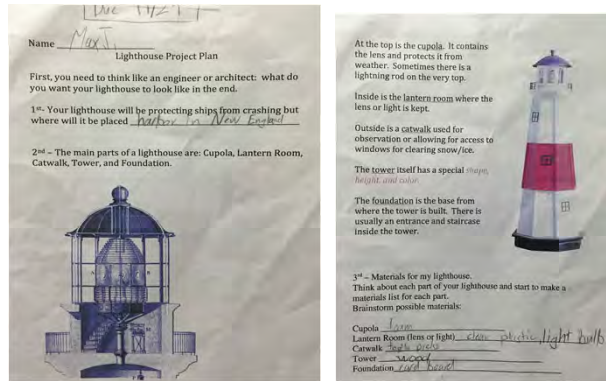 Due 11/21
Name Max J.
Lighthouse Project Plan
First, you need to think like an engineer or architect: what do
you want your lighthouse to look like in the end.
1st- Your lighthouse will be protecting ships from crashing but
where will it be placed harbor in New England
2nd – The main parts of a lighthouse are: Cupola, Lantern Room,
Catwalk, Tower, and Foundation.
At the top is the cupola. It contains
the lens and protects it from
weather. Sometimes there is a
lightning rod on the very top.
Inside is the lantern room where the
lens or light is kept.
Outside is a catwalk used for
observation or allowing for access to
windows for clearing snow/ice.
The tower itself has a special shape,
height, and color.
The foundation is the base from
where the tower is built. There is
usually an entrance and staircase
inside the tower.
3rd – Materials for my lighthouse.
Think about each part of your lighthouse and start to make a
materials list for each part.
Brainstorm possible materials:
Cupola
Lantern Room (lens or light) clear plastic, light bulb
Catwalk tooth picks
Tower wood
Foundation card board